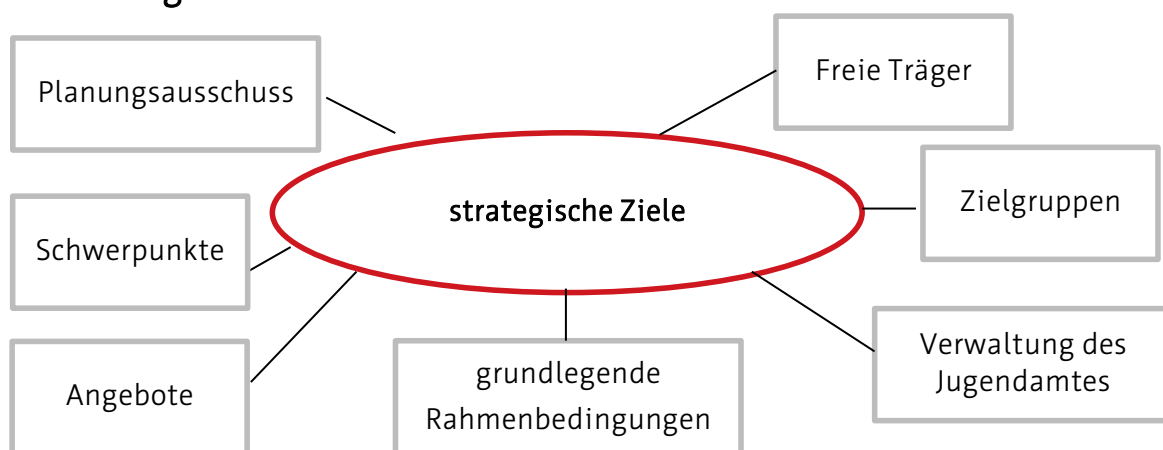 Planungsausschuss
Freie Träger
strategische Ziele
Zielgruppen
Schwerpunkte
Verwaltung des
Jugendamtes
Angebote
grundlegende
Rahmenbedingungen